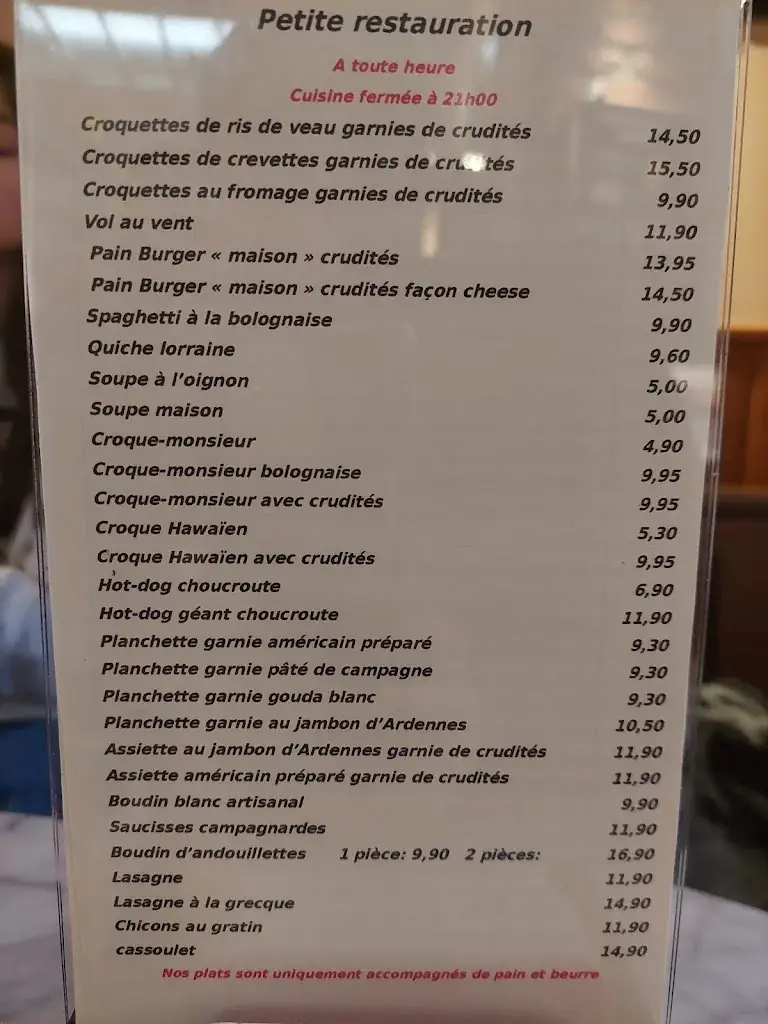 Petite restauration
A toute heure
Cuisine fermée à 21h00
Croquettes de ris de veau garnies de crudités 14,50
Croquettes de crevettes garnies de crudités 15,50
Croquettes au fromage garnies de crudités 9,90
Vol au vent 11,90
Pain Burger « maison » crudités 13,95
Pain Burger « maison » crudités façon cheese 14,50
Spaghetti à la bolognaise 9,90
Quiche lorraine 9,60
Soupe à l’oignon 5,00
Soupe maison 5,00
Croque-monsieur 4,90
Croque-monsieur bolognaise 9,95
Croque-monsieur avec crudités 9,95
Croque Hawaïen 5,30
Croque Hawaïen avec crudités 9,95
Hot-dog choucroute 6,90
Hot-dog géant choucroute 11,90
Planchette garnie américain préparé 9,30
Planchette garnie pâté de campagne 9,30
Planchette garnie gouda blanc 9,30
Planchette garnie au jambon d’Ardennes 10,50
Assiette au jambon d’Ardennes garnie de crudités 11,90
Assiette américain préparé garnie de crudités 11,90
Boudin blanc artisanal 9,90
Saucisses campagnardes 11,90
Boudin d’andouillettes 1 pièce: 9,90 2 pièces: 16,90
Lasagne 11,90
Lasagne à la grecque 14,90
Chicons au gratin 11,90
cassoulet 14,90
Nos plats sont uniquement accompagnés de pain et beurre